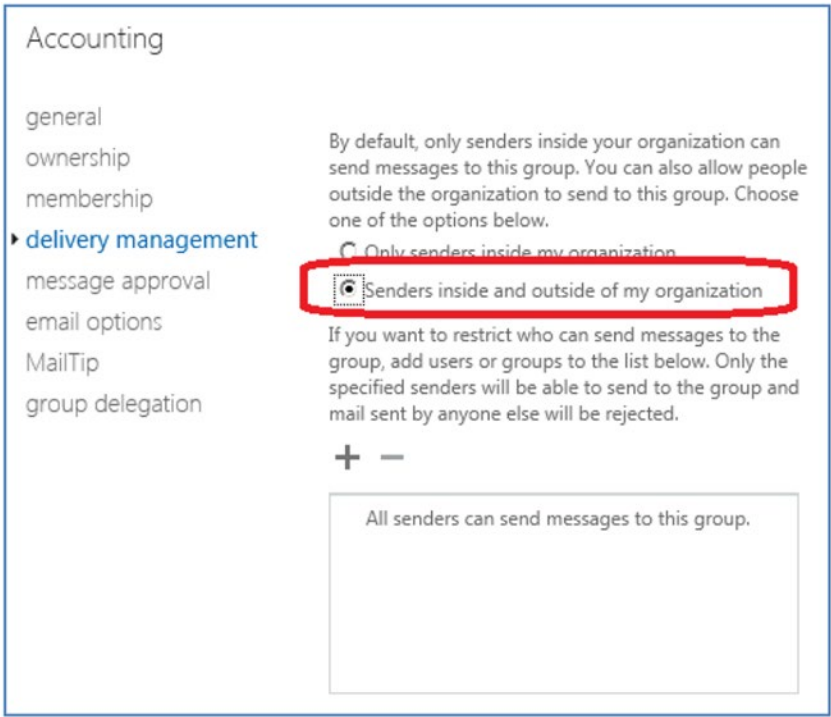 Accounting
general
ownership
membership
delivery management
message approval
email options
MailTip
group delegation
By default, only senders inside your organization can
send messages to this group. You can also allow people
outside the organization to send to this group. Choose
one of the options below.
Only senders inside my organization
Senders inside and outside of my organization
If you want to restrict who can send messages to the
group, add users or groups to the list below. Only the
specified senders will be able to send to the group and
mail sent by anyone else will be rejected.
All senders can send messages to this group.